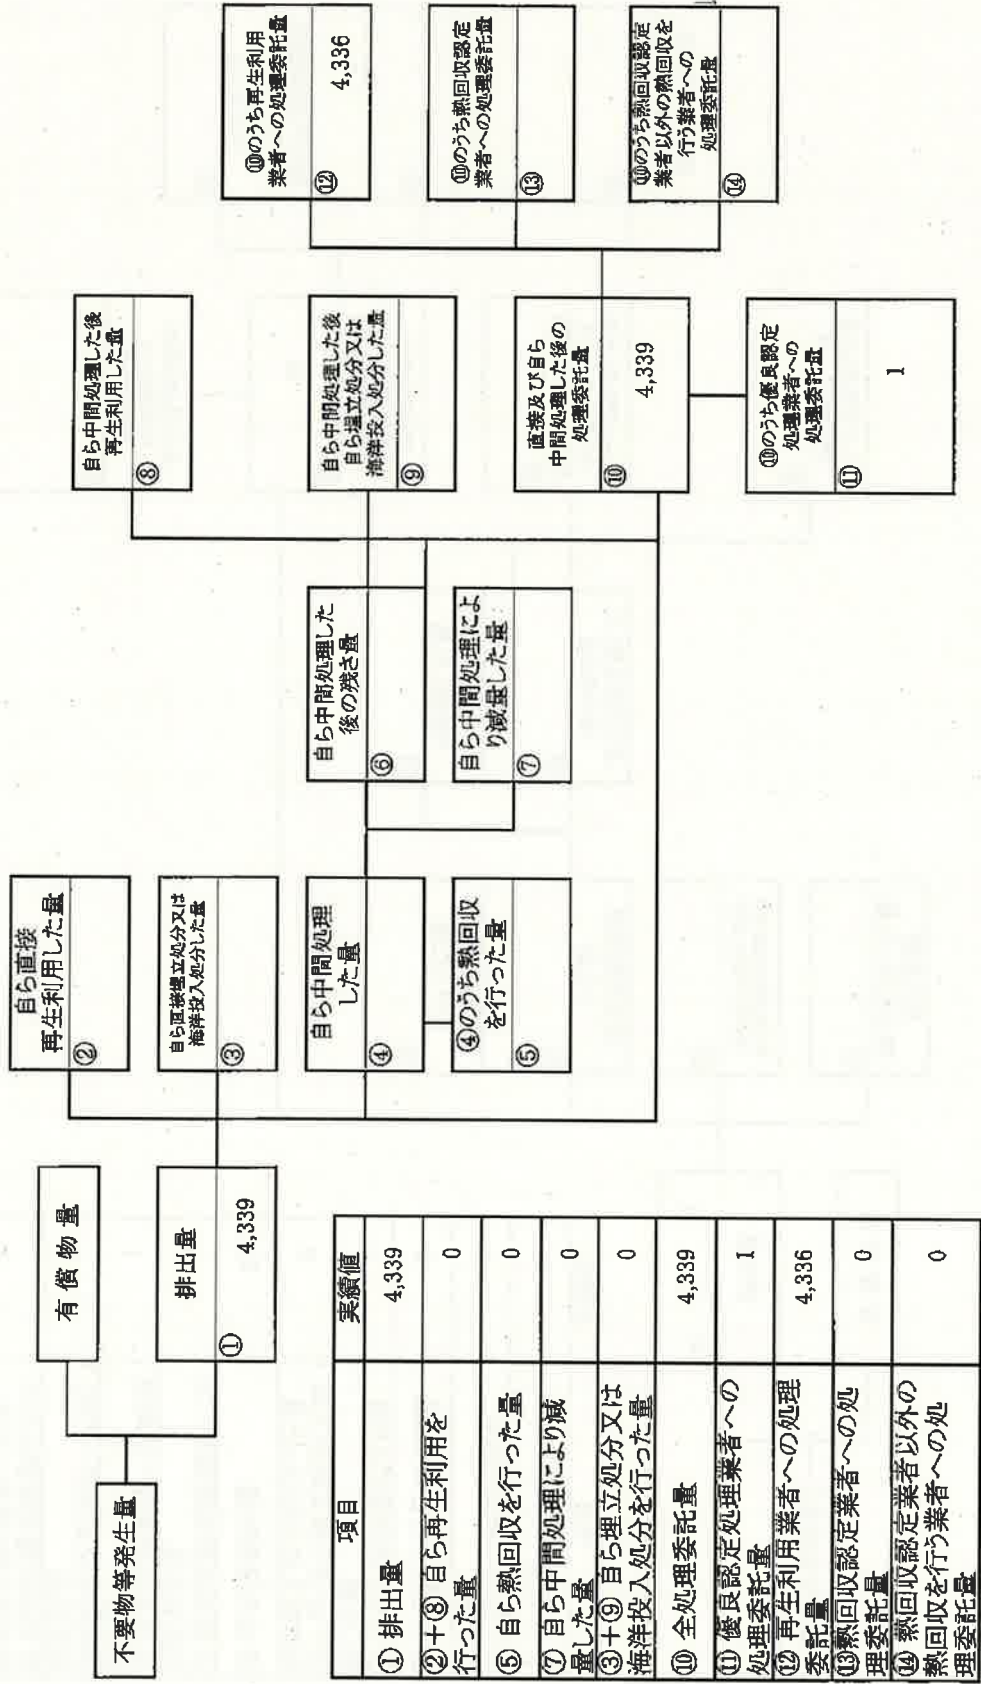 不要物等発生量
有償物量
排出量
①
4,339
自ら直接
再生利用した量
②
自ら直接埋立処分又は
海洋投入処分した量
③
自ら中間処理
した量
④
④のうち熱回収
を行った量
⑤
自ら中間処理した
後の残さ量
⑥
自ら中間処理によ
り減量した量
⑦
自ら中間処理した後
再生利用した量
⑧
自ら中間処理した後
自ら埋立処分又は
海洋投入処分した量
⑨
直接及び自ら
中間処理した後の
処理委託量
⑩
4,339
⑩のうち優良認定
処理業者への
処理委託量
⑪
1
⑩のうち再生利用
業者への処理委託量
⑫
4,336
⑩のうち熱回収認定
業者への処理委託量
⑬
⑩のうち熱回収認定
業者以外の熱回収を
行う業者への
処理委託量
⑭
項目 実績値
①排出量 4,339
②+⑧ 自ら再生利用を
行った量 0
⑤ 自ら熱回収を行った量 0
⑦ 自ら中間処理により減
量した量 0
③+⑨ 自ら埋立処分又は
海洋投入処分を行った量 0
⑩ 全処理委託量 4,339
⑪ 優良認定処理業者への
処理委託量 1
⑫ 再生利用業者への処理
委託量 4,336
⑬熱回収認定業者への処
理委託量 0
⑭ 熱回収認定業者以外の
熱回収を行う業者への処
理委託量 0